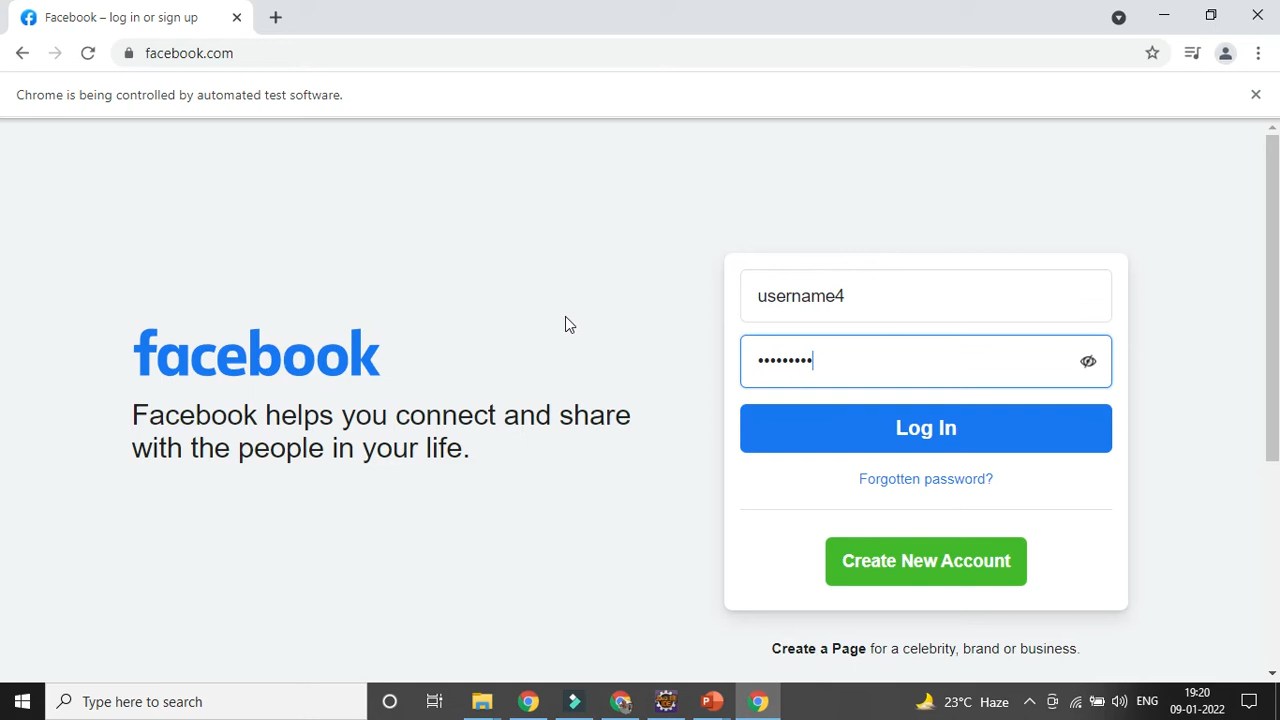 Facebook – log in or sign up
facebook.com
Chrome is being controlled by automated test software.
facebook
Facebook helps you connect and share
with the people in your life.
username4
•••••••••
Log In
Forgotten password?
Create New Account
Create a Page for a celebrity, brand or business.
Type here to search
23°C Haze
ENG
19:20
09-01-2022